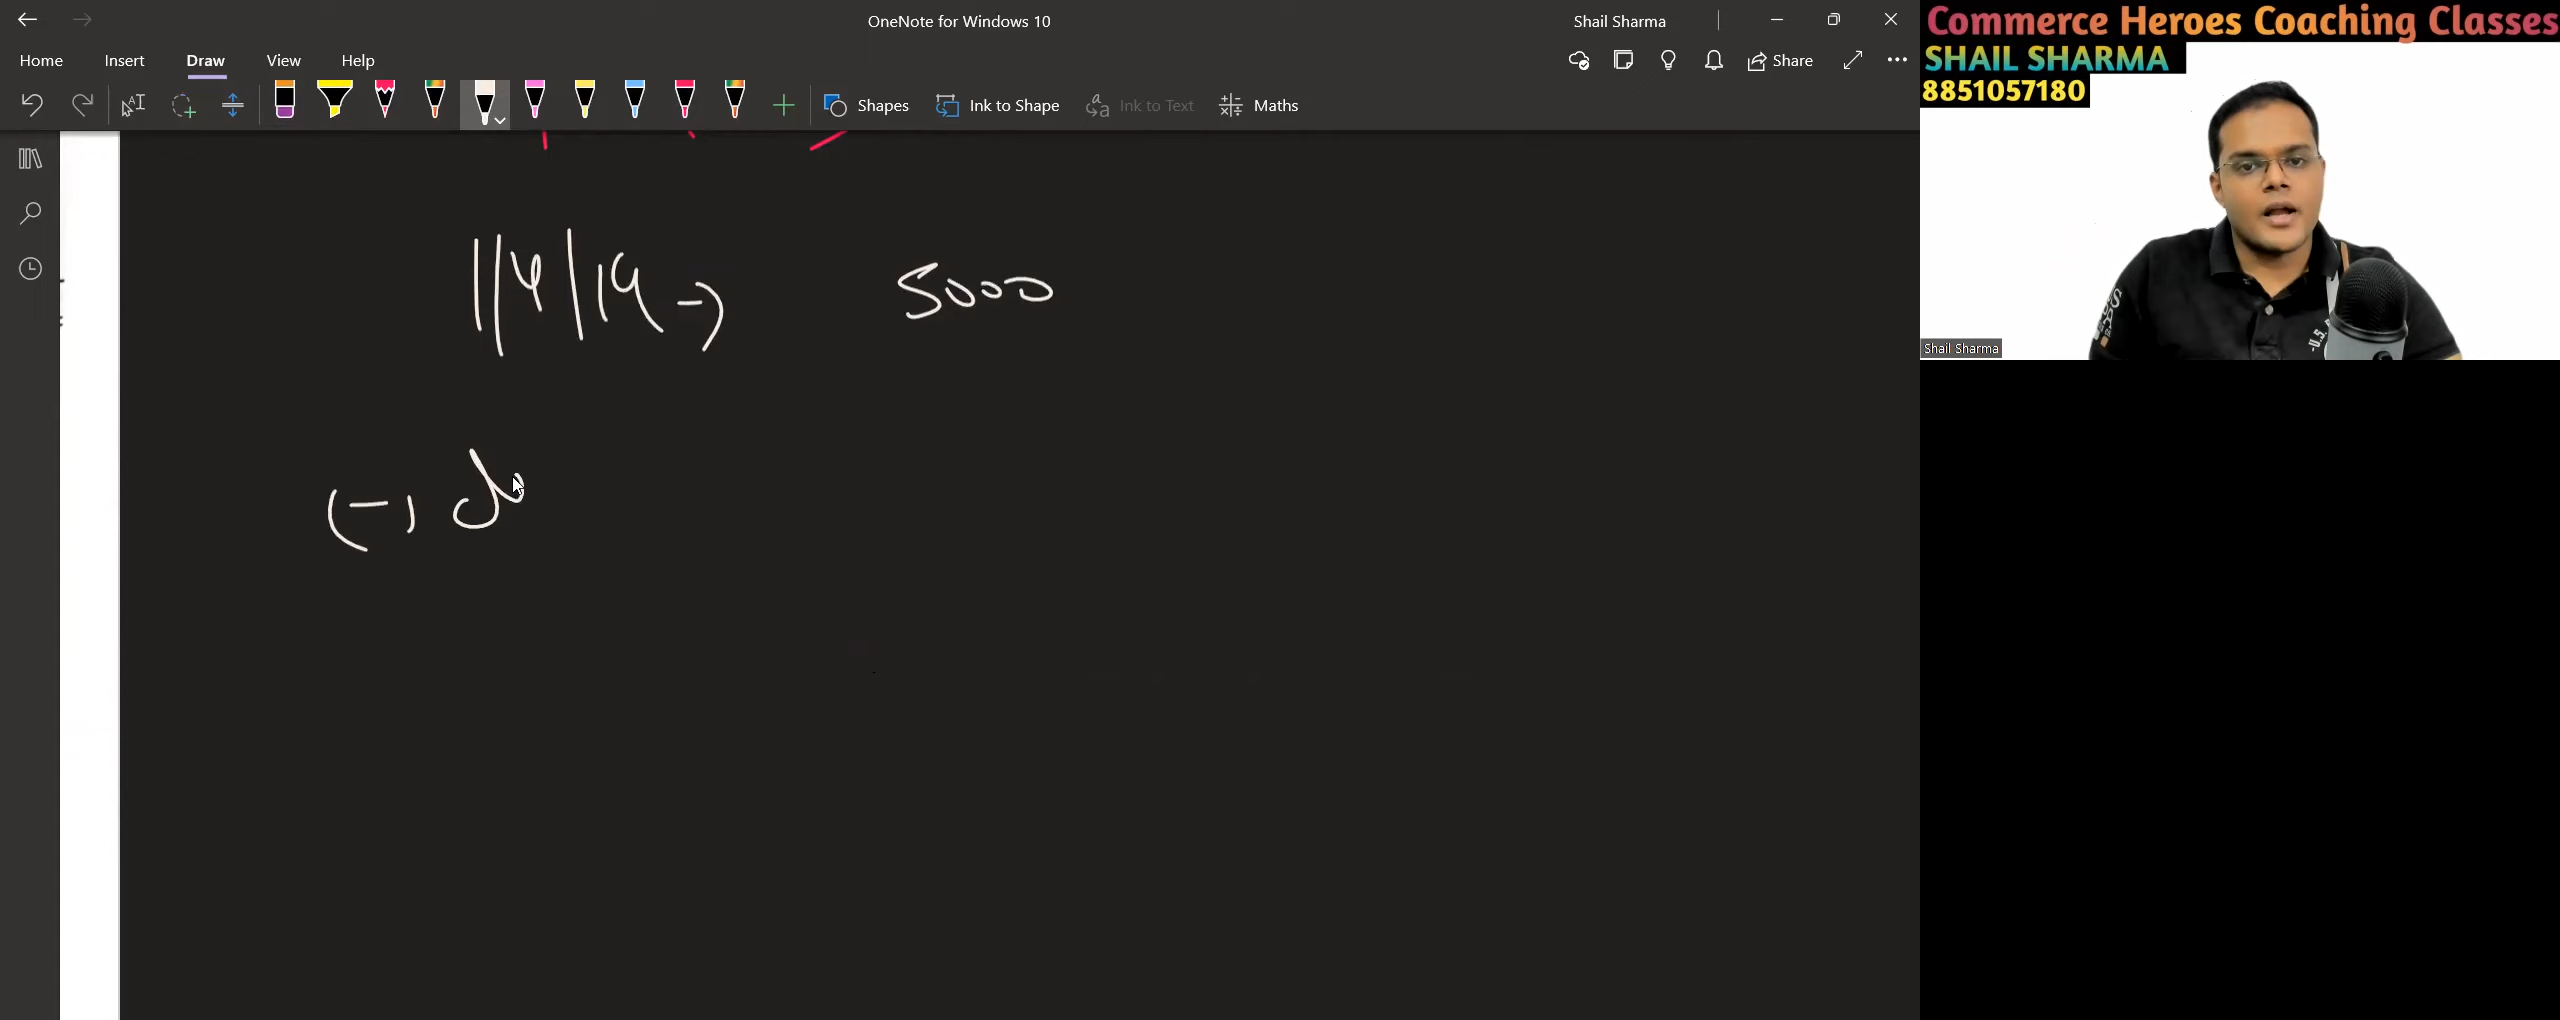 OneNote for Windows 10
Shail Sharma
Home Insert Draw View Help
Share
Shapes Ink to Shape Ink to Text Maths
Commerce Heroes Coaching Classes
SHAIL SHARMA
8851057180
1/4/19 → 5000
(-) de
Shail Sharma